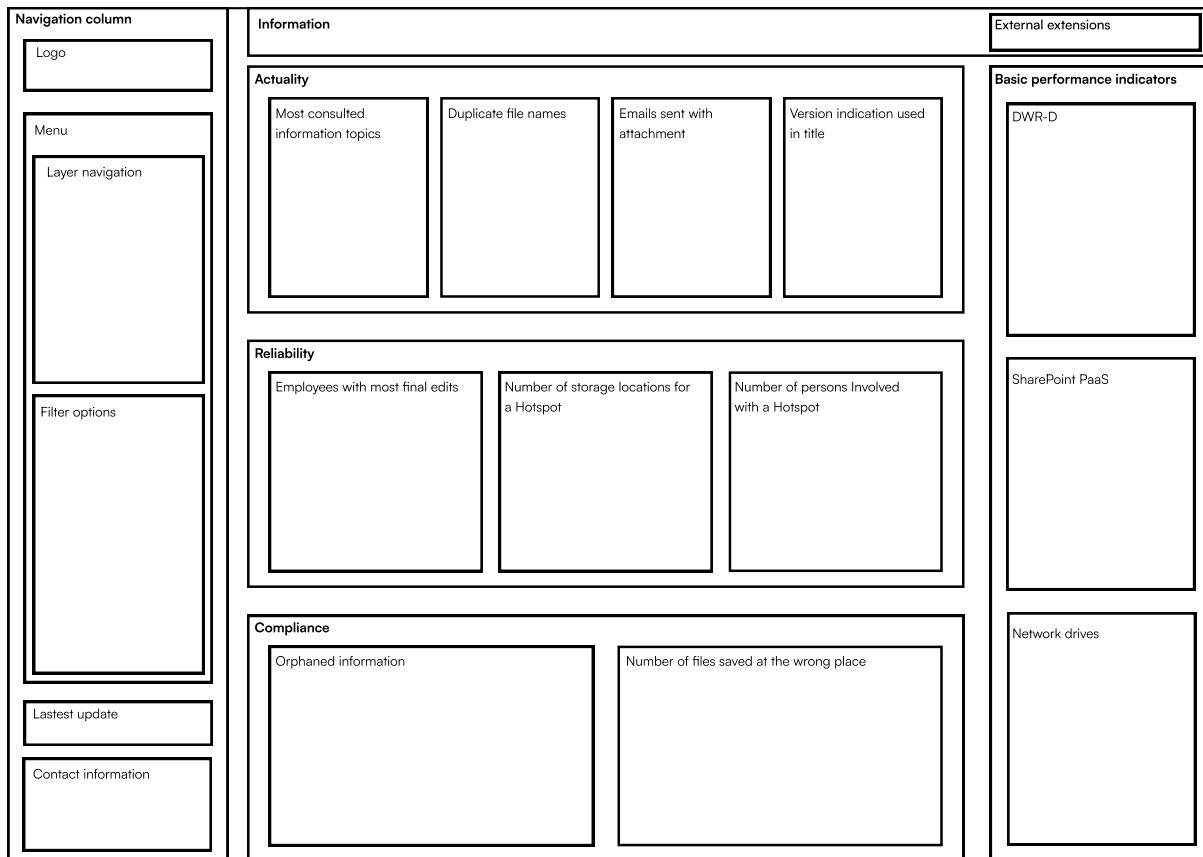 Navigation column
Logo
Menu
Layer navigation
Filter options
Lastest update
Contact information
Information
External extensions
Actuality
Most consulted
information topics
Duplicate file names
Emails sent with
attachment
Version indication used
in title
Reliability
Employees with most final edits
Number of storage locations for
a Hotspot
Number of persons Involved
with a Hotspot
Compliance
Orphaned information
Number of files saved at the wrong place
Basic performance indicators
DWR-D
SharePoint PaaS
Network drives